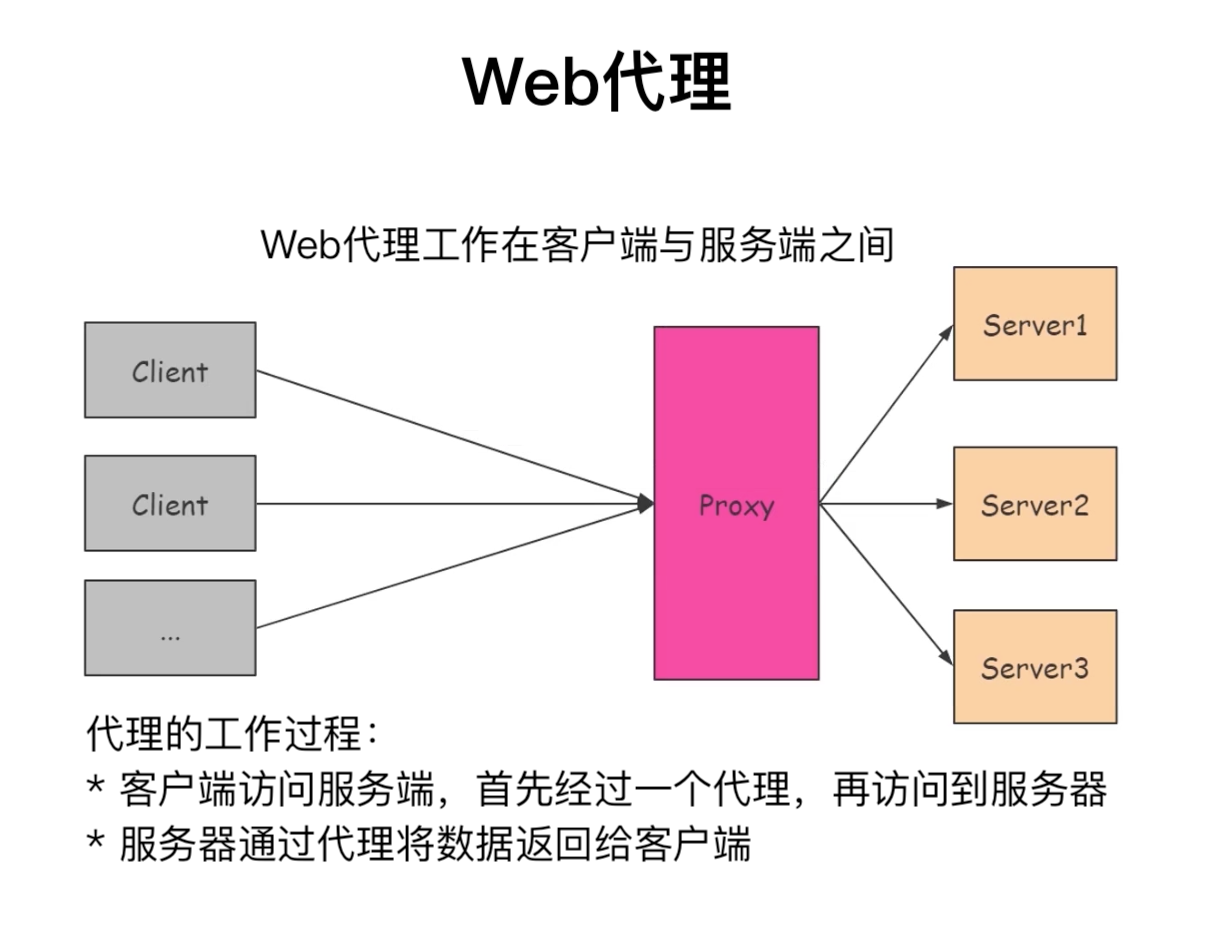 Web代理
Web代理工作在客户端与服务端之间
Client
Client
...
Proxy
Server1
Server2
Server3
代理的工作过程：
* 客户端访问服务端，首先经过一个代理，再访问到服务器
* 服务器通过代理将数据返回给客户端